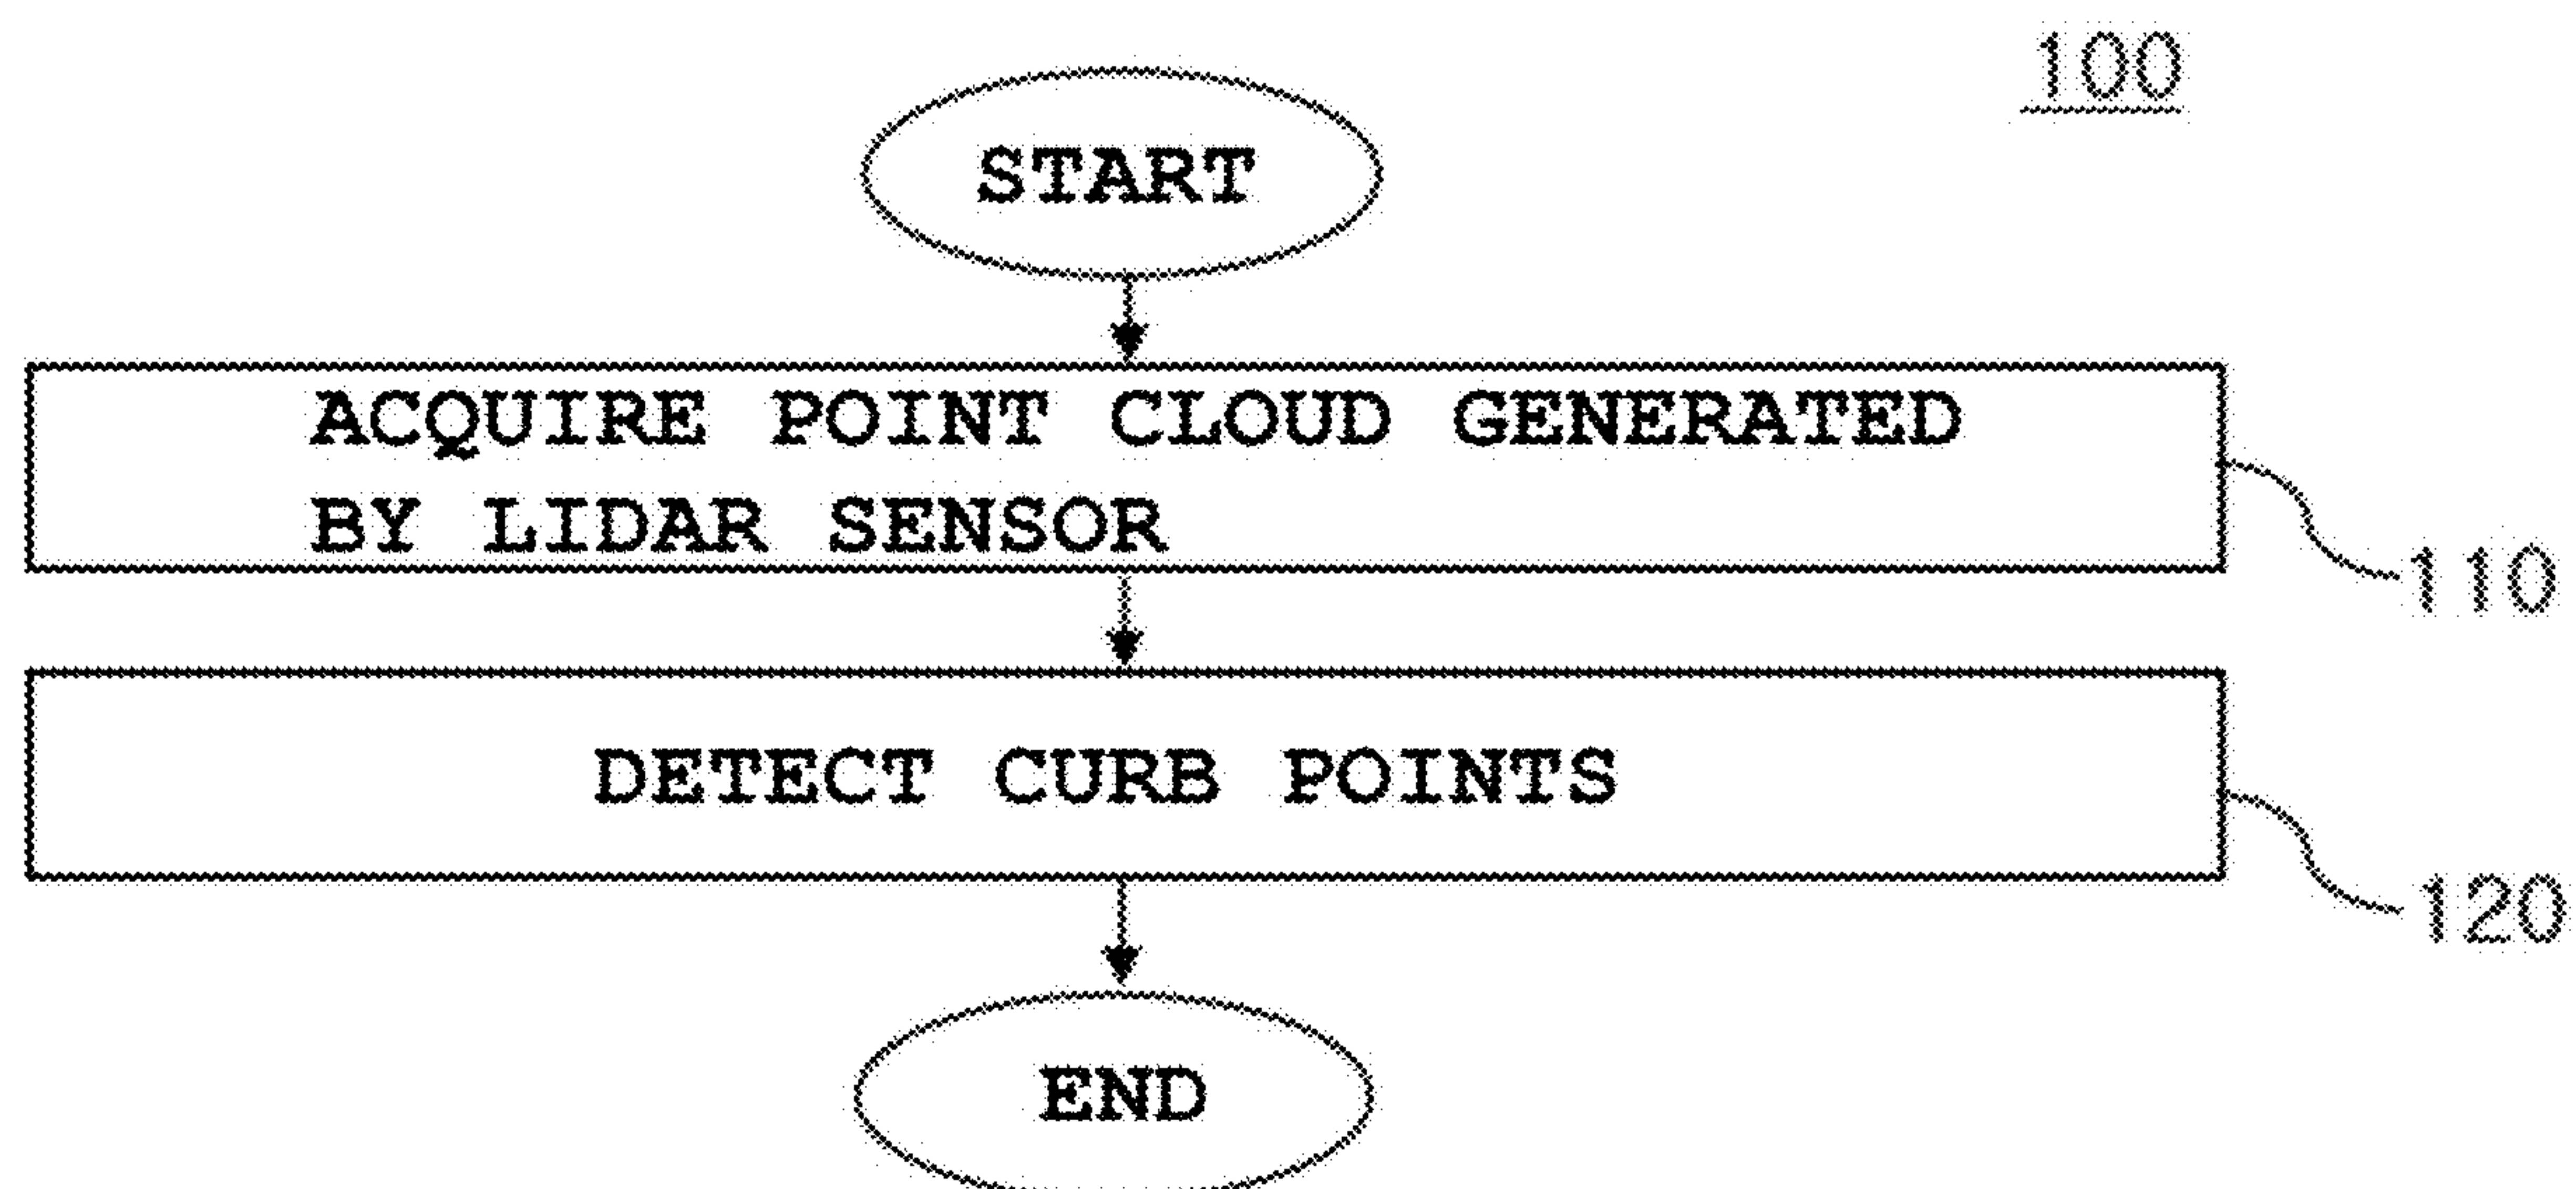 100
START
ACQUIRE POINT CLOUD GENERATED
BY LIDAR SENSOR
110
DETECT CURB POINTS
120
END